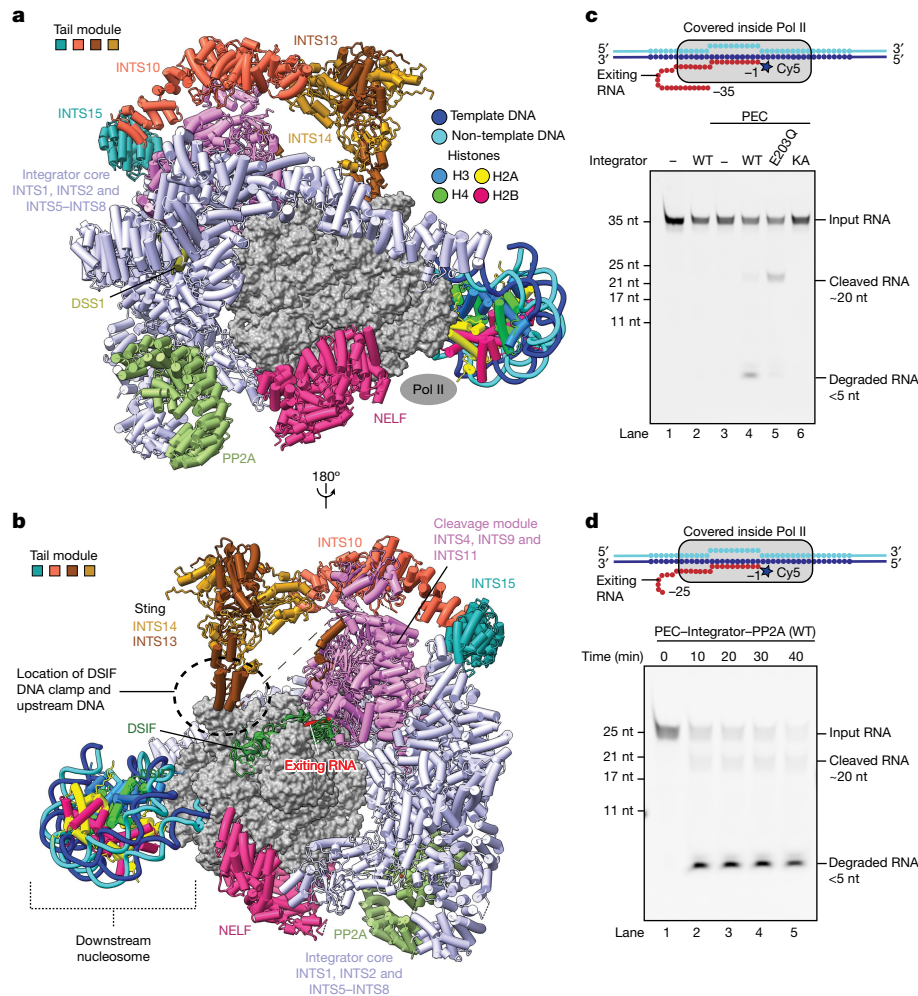 a
Tail module
INTS10
INTS13
INTS15
INTS14
Integrator core
INTS1, INTS2 and
INTS5–INTS8
DSS1
PP2A
NELF
Pol II
Template DNA
Non-template DNA
Histones
H3 H2A
H4 H2B
180º
b
Tail module
INTS10
Cleavage module
INTS4, INTS9 and
INTS11
INTS15
Sting
INTS14
INTS13
Location of DSIF
DNA clamp and
upstream DNA
DSIF
Exiting RNA
NELF
PP2A
Downstream
nucleosome
Integrator core
INTS1, INTS2 and
INTS5–INTS8
c
Covered inside Pol II
5′ 3′
3′ 5′
Exiting
RNA
–1 Cy5
–35
PEC
Integrator – WT – WT E203Q KA
35 nt
25 nt
21 nt
17 nt
11 nt
Input RNA
Cleaved RNA
~20 nt
Degraded RNA
<5 nt
Lane 1 2 3 4 5 6
d
Covered inside Pol II
5′ 3′
3′ 5′
Exiting
RNA
–1 Cy5
–25
PEC–Integrator–PP2A (WT)
Time (min) 0 10 20 30 40
25 nt
21 nt
17 nt
11 nt
Input RNA
Cleaved RNA
~20 nt
Degraded RNA
<5 nt
Lane 1 2 3 4 5